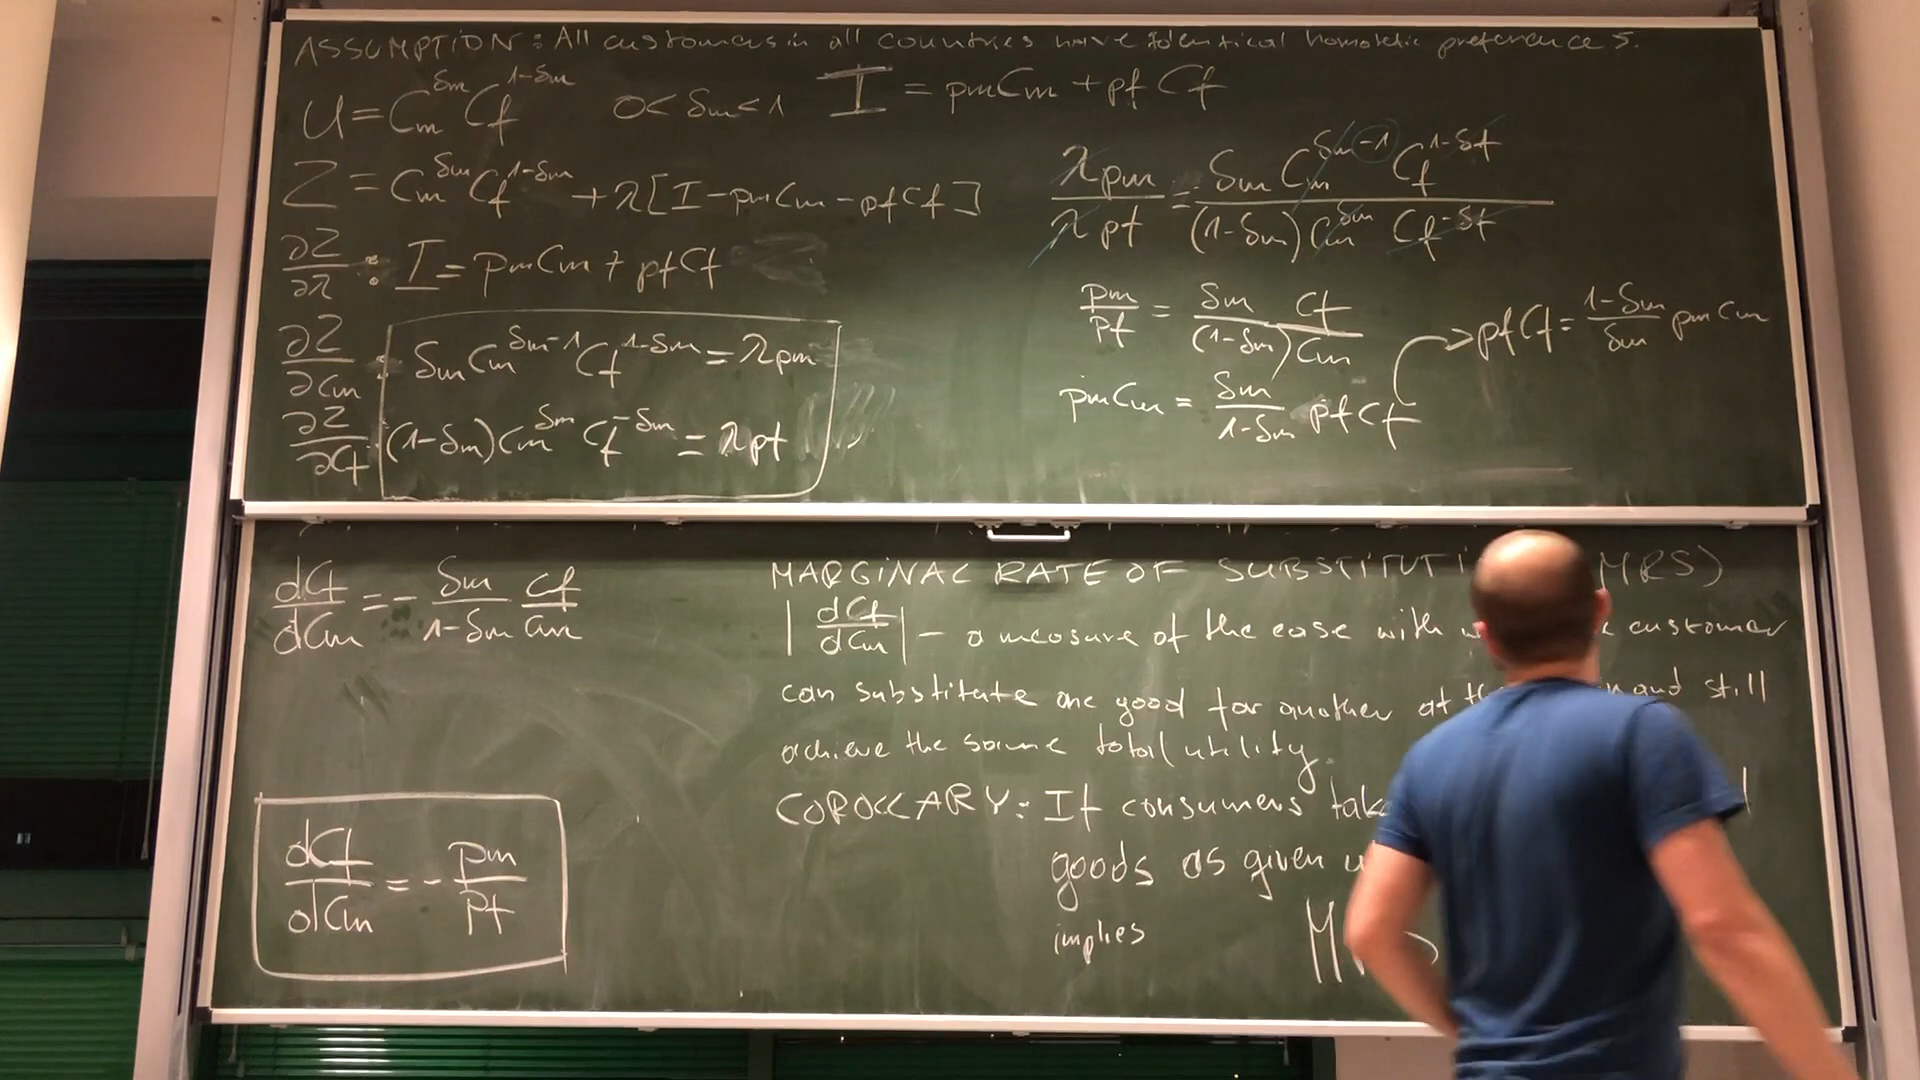 ASSUMPTION: All customers in all countries have identical homotetic preferences.
U = Cm^δm Cf^1-δm   0 < δm < 1   I = pmCm + pfCf
Z = Cm^δm Cf^1-δm + λ[I - pmCm - pfCf]
∂Z/∂λ : I = pmCm + pfCf
∂Z/∂Cm : δm Cm^δm-1 Cf^1-δm = λpm
∂Z/∂Cf : (1-δm) Cm^δm Cf^-δm = λpf
λpm/λpf = δm Cm^δm-1 Cf^1-δf / (1-δm) Cm^δm Cf^-δf
pm/pf = δm Cf / (1-δm) Cm
pfCf = 1-δm/δm pmCm
pmCm = δm/1-δm pfCf
dCf/dCm = - δm/1-δm Cf/Cm
dCf/dCm = - pm/pf
MARGINAL RATE OF SUBSTITUTI MRS)
|dCf/dCm| - a measure of the ease with customer
can substitute one good for another at and still
achieve the same total utility.
COROLLARY: If consumers
goods as given
implies